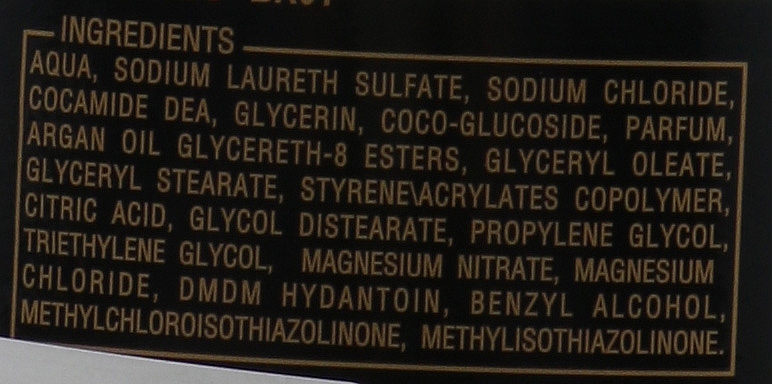 INGREDIENTS
AQUA, SODIUM LAURETH SULFATE, SODIUM CHLORIDE,
COCAMIDE DEA, GLYCERIN, COCO-GLUCOSIDE, PARFUM,
ARGAN OIL GLYCERETH-8 ESTERS, GLYCERYL OLEATE,
GLYCERYL STEARATE, STYRENE\ACRYLATES COPOLYMER,
CITRIC ACID, GLYCOL DISTEARATE, PROPYLENE GLYCOL,
TRIETHYLENE GLYCOL, MAGNESIUM NITRATE, MAGNESIUM
CHLORIDE, DMDM HYDANTOIN, BENZYL ALCOHOL,
METHYLCHLOROISOTHIAZOLINONE, METHYLISOTHIAZOLINONE.